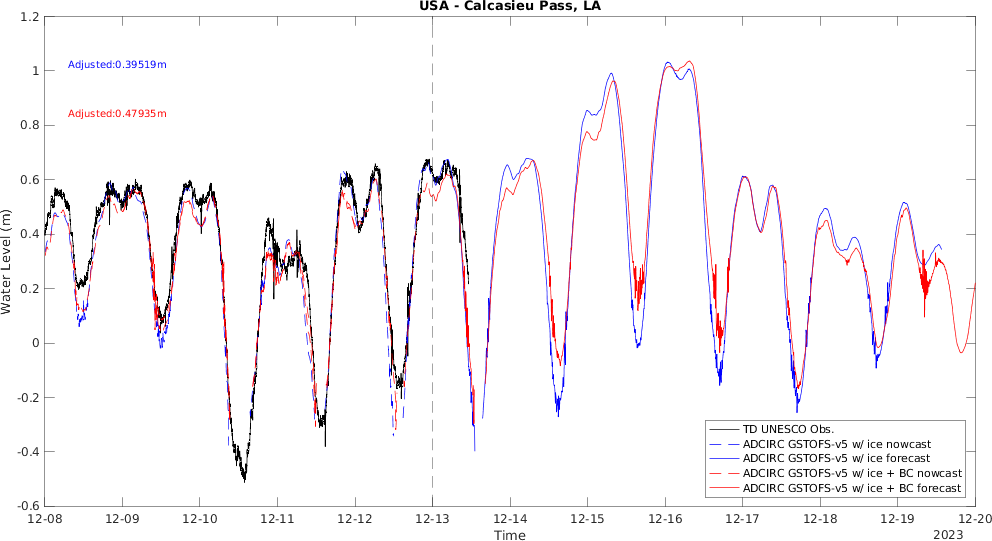 USA - Calcasieu Pass, LA
1.2
1
0.8
0.6
0.4
0.2
0
-0.2
-0.4
-0.6
Water Level (m)
Adjusted:0.39519m
Adjusted:0.47935m
TD UNESCO Obs.
ADCIRC GSTOFS-v5 w/ ice nowcast
ADCIRC GSTOFS-v5 w/ ice forecast
ADCIRC GSTOFS-v5 w/ ice + BC nowcast
ADCIRC GSTOFS-v5 w/ ice + BC forecast
12-08 12-09 12-10 12-11 12-12 12-13 12-14 12-15 12-16 12-17 12-18 12-19 12-20
Time
2023